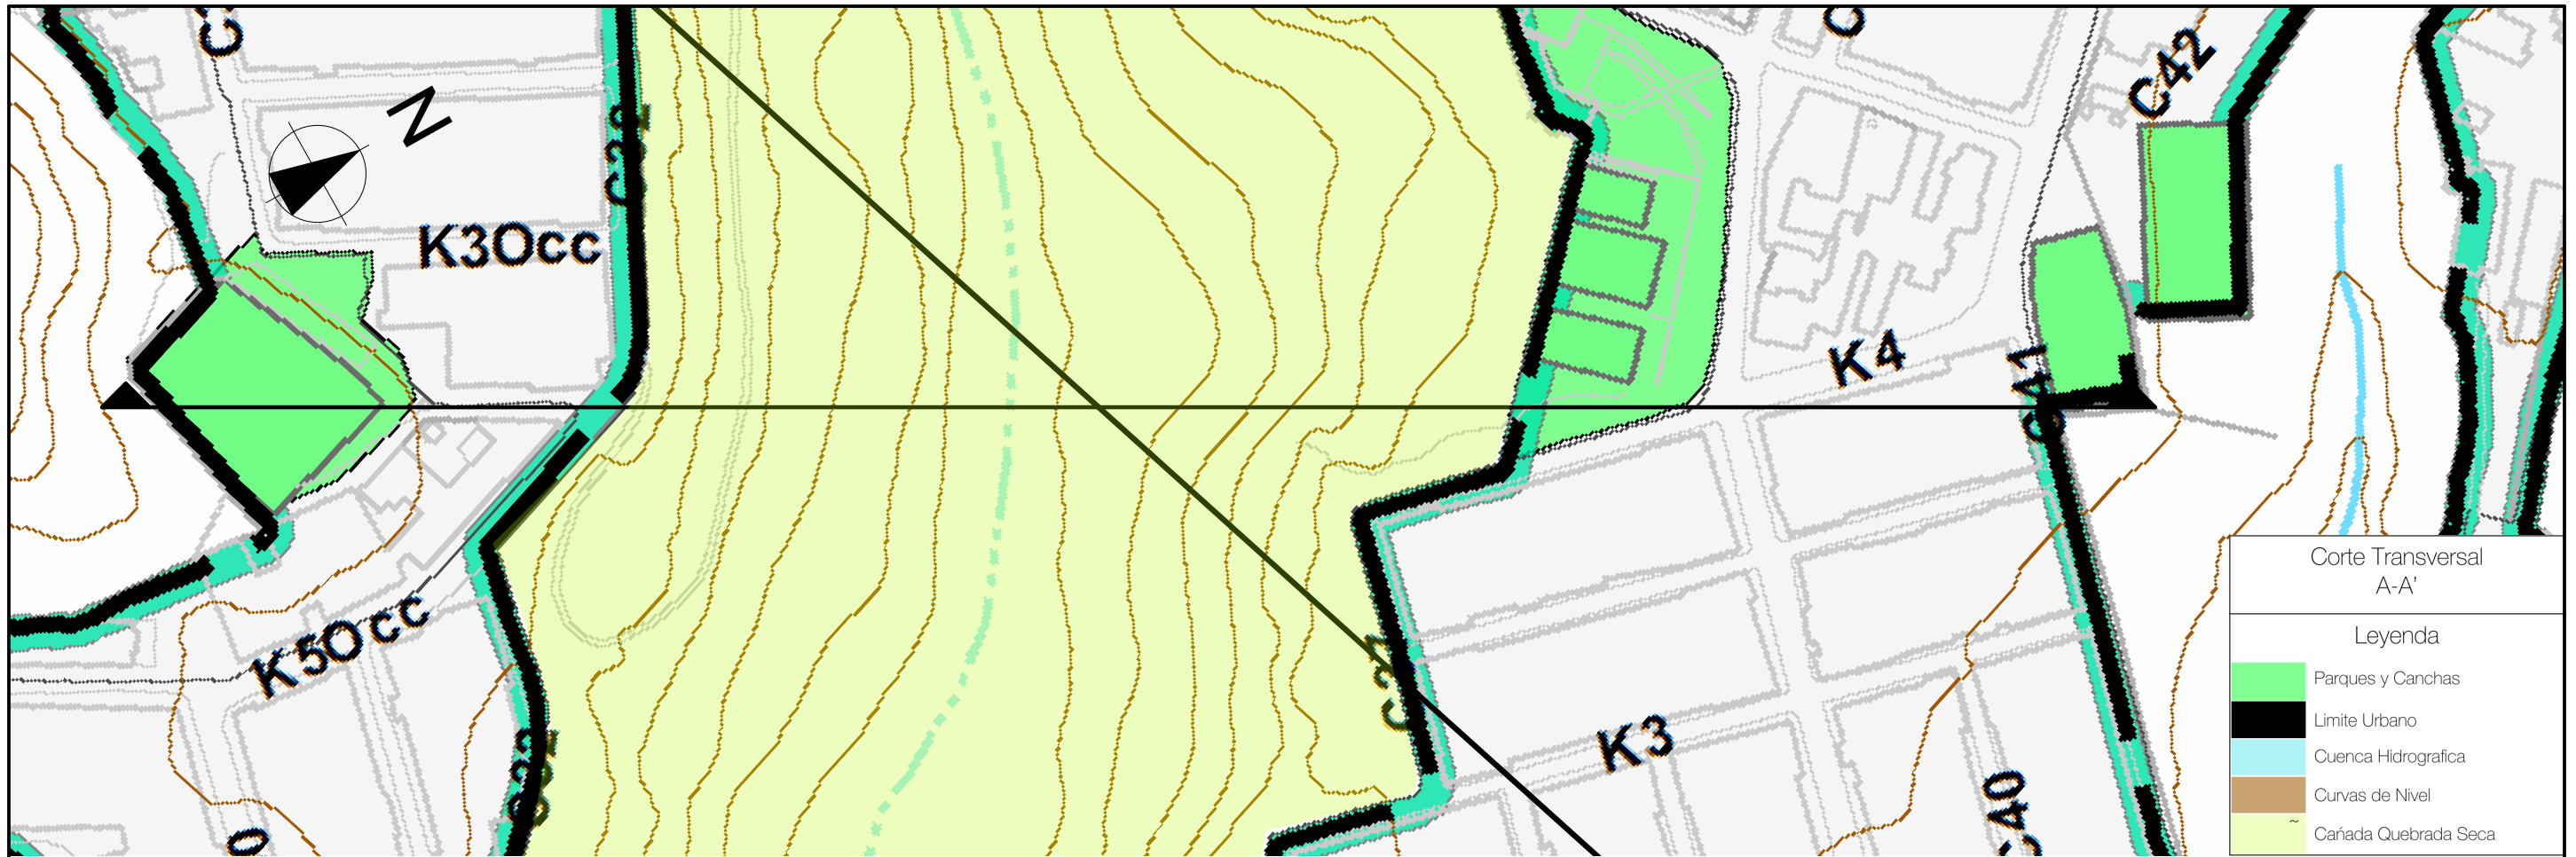 C42
N
K3Occ
K4
C41
K5Occ
K3
C40
Corte Transversal
A-A'
Leyenda
Parques y Canchas
Limite Urbano
Cuenca Hidrografica
Curvas de Nivel
Cańada Quebrada Seca